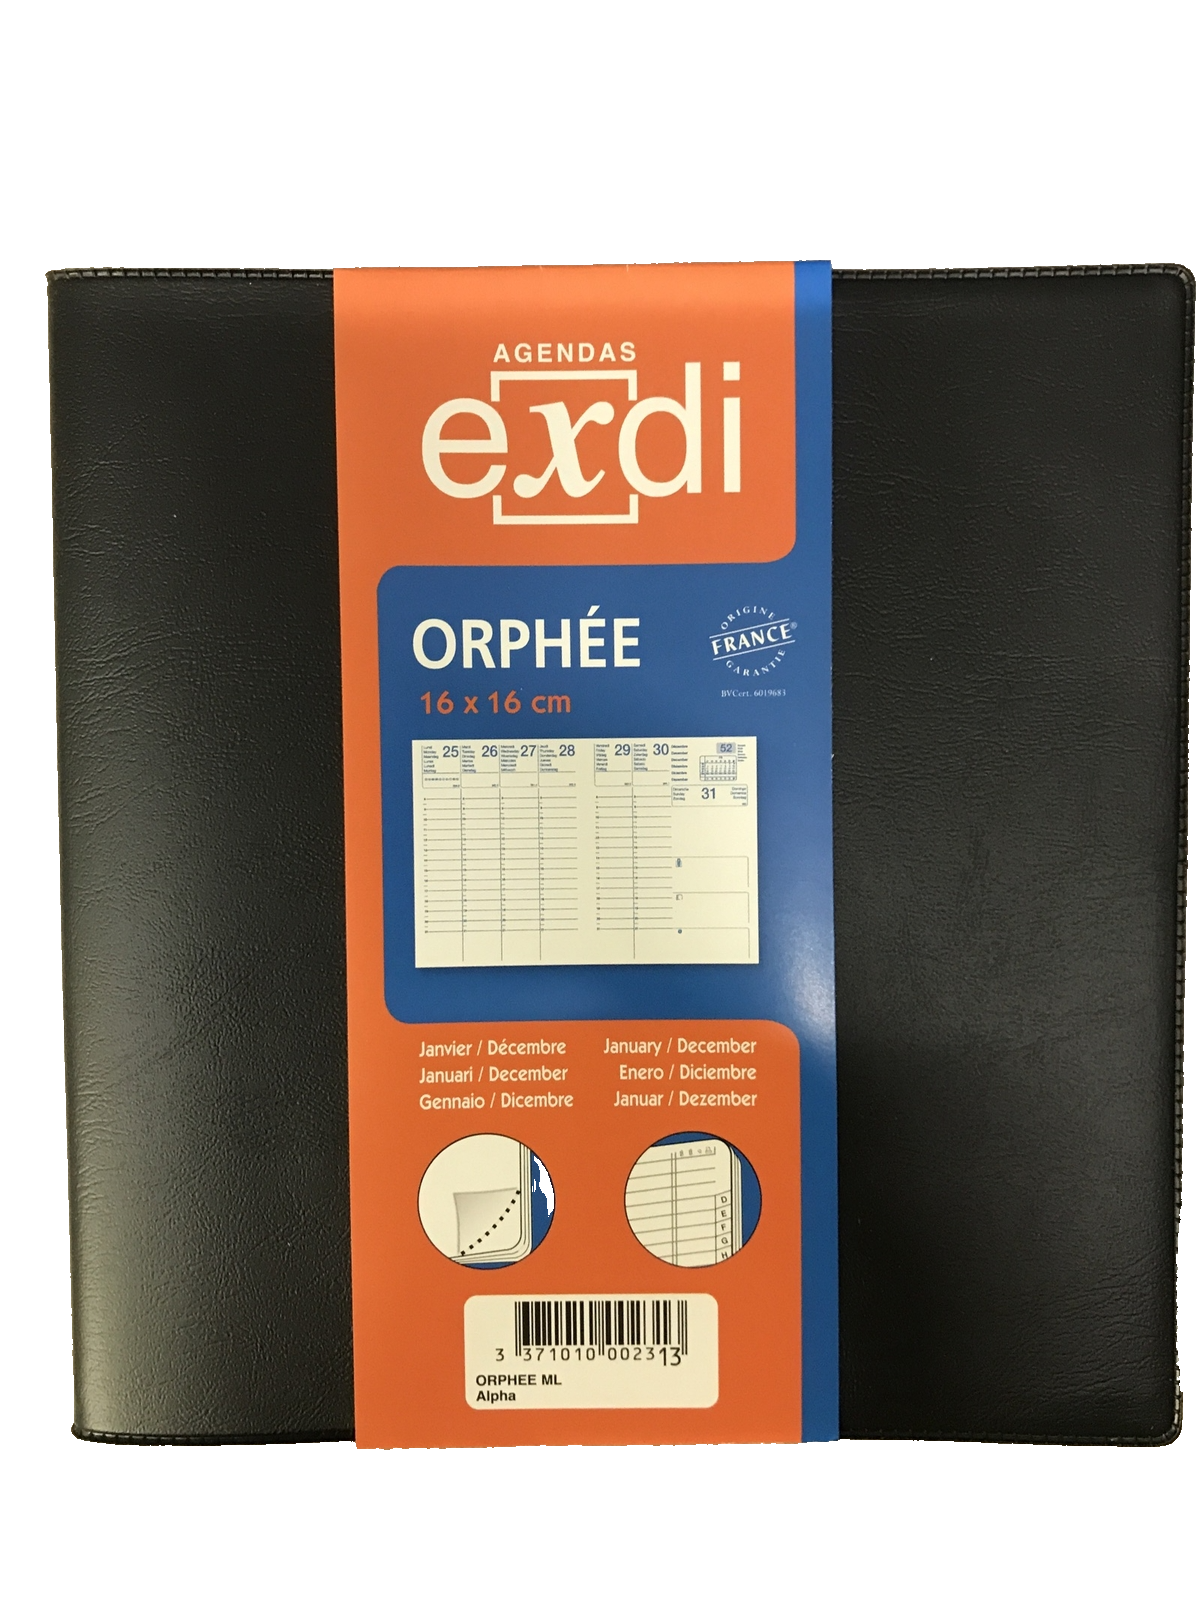 AGENDAS
exdi
ORPHÉE
16 x 16 cm
ORIGINE
FRANCE®
GARANTIE
BVCert. 6019683
25 26 27 28 29 30 52
31
Janvier / Décembre January / December
Januari / December Enero / Diciembre
Gennaio / Dicembre Januar / Dezember
D
E
F
G
H
3 371010 002313
ORPHEE ML
Alpha